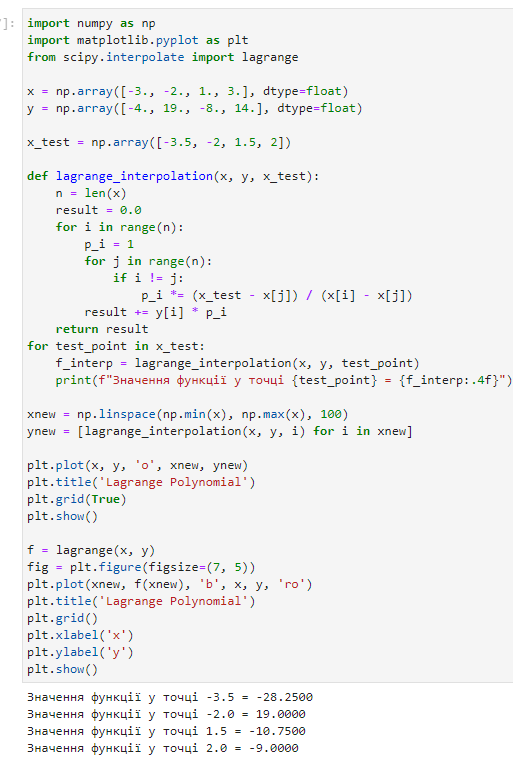 ]:
import numpy as np
import matplotlib.pyplot as plt
from scipy.interpolate import lagrange

x = np.array([-3., -2., 1., 3.], dtype=float)
y = np.array([-4., 19., -8., 14.], dtype=float)

x_test = np.array([-3.5, -2, 1.5, 2])

def lagrange_interpolation(x, y, x_test):
    n = len(x)
    result = 0.0
    for i in range(n):
        p_i = 1
        for j in range(n):
            if i != j:
                p_i *= (x_test - x[j]) / (x[i] - x[j])
        result += y[i] * p_i
    return result
for test_point in x_test:
    f_interp = lagrange_interpolation(x, y, test_point)
    print(f"Значення функції у точці {test_point} = {f_interp:.4f}")

xnew = np.linspace(np.min(x), np.max(x), 100)
ynew = [lagrange_interpolation(x, y, i) for i in xnew]

plt.plot(x, y, 'o', xnew, ynew)
plt.title('Lagrange Polynomial')
plt.grid(True)
plt.show()

f = lagrange(x, y)
fig = plt.figure(figsize=(7, 5))
plt.plot(xnew, f(xnew), 'b', x, y, 'ro')
plt.title('Lagrange Polynomial')
plt.grid()
plt.xlabel('x')
plt.ylabel('y')
plt.show()

Значення функції у точці -3.5 = -28.2500
Значення функції у точці -2.0 = 19.0000
Значення функції у точці 1.5 = -10.7500
Значення функції у точці 2.0 = -9.0000